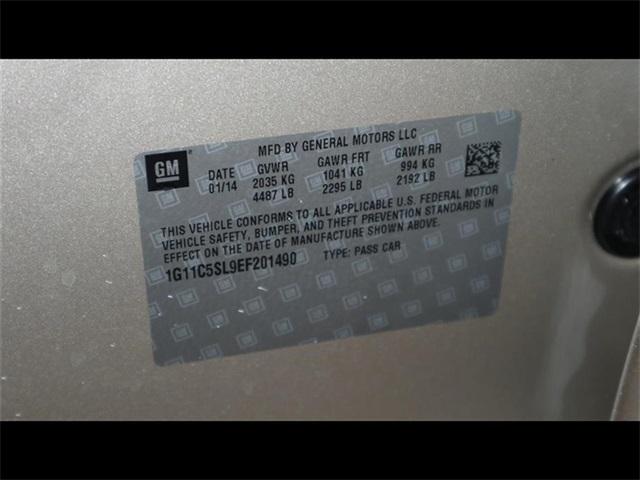 MFD BY GENERAL MOTORS LLC
GM
DATE GVWR GAWR FRT GAWR RR
01/14 2035 KG 1041 KG 994 KG
4487 LB 2295 LB 2192 LB
THIS VEHICLE CONFORMS TO ALL APPLICABLE U.S. FEDERAL MOTOR
VEHICLE SAFETY, BUMPER, AND THEFT PREVENTION STANDARDS IN
EFFECT ON THE DATE OF MANUFACTURE SHOWN ABOVE.
1G11C5SL9EF201490 TYPE: PASS CAR